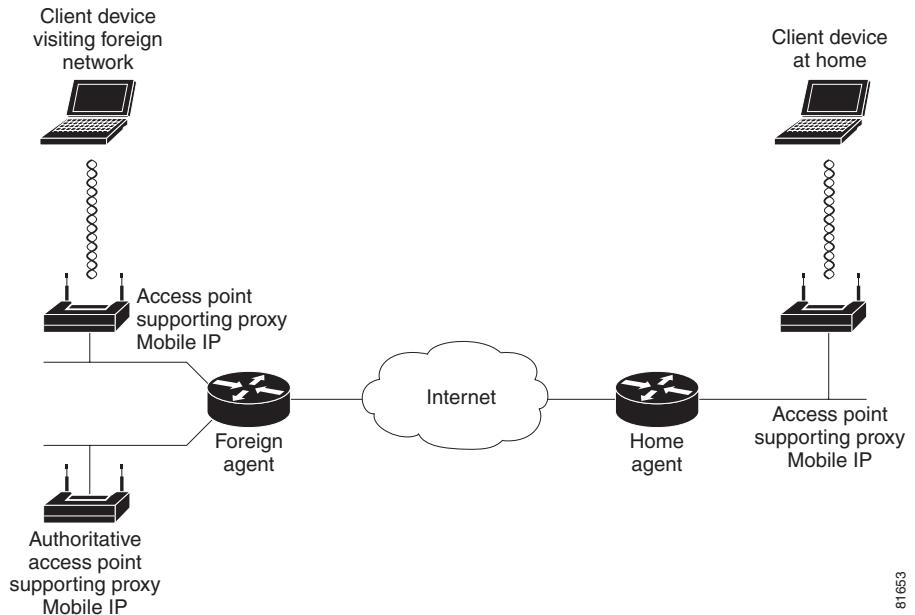 Client device
visiting foreign
network
Client device
at home
Access point
supporting proxy
Mobile IP
Internet
Foreign
agent
Home
agent
Access point
supporting proxy
Mobile IP
Authoritative
access point
supporting proxy
Mobile IP
81653